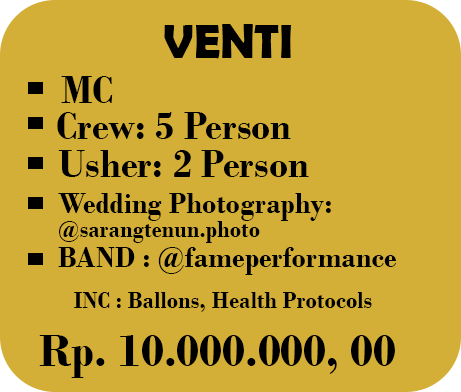 VENTI
MC
Crew: 5 Person
Usher: 2 Person
Wedding Photography:
@sarangtenun.photo
BAND : @fameperformance
INC : Ballons, Health Protocols
Rp. 10.000.000, 00